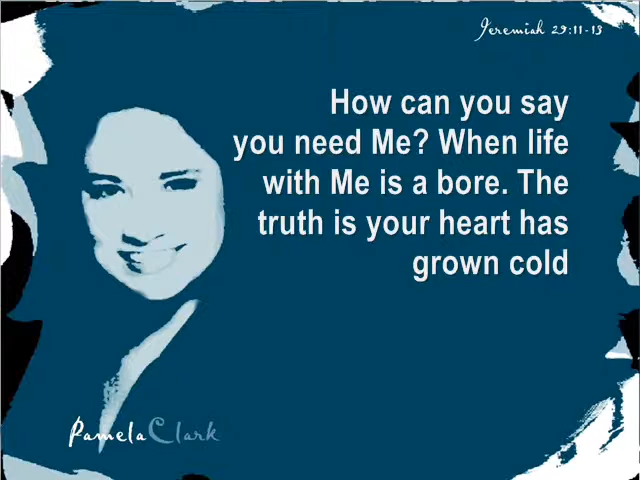 Jeremiah 29:11-13
How can you say
you need Me? When life
with Me is a bore. The
truth is your heart has
grown cold
PamelaClark